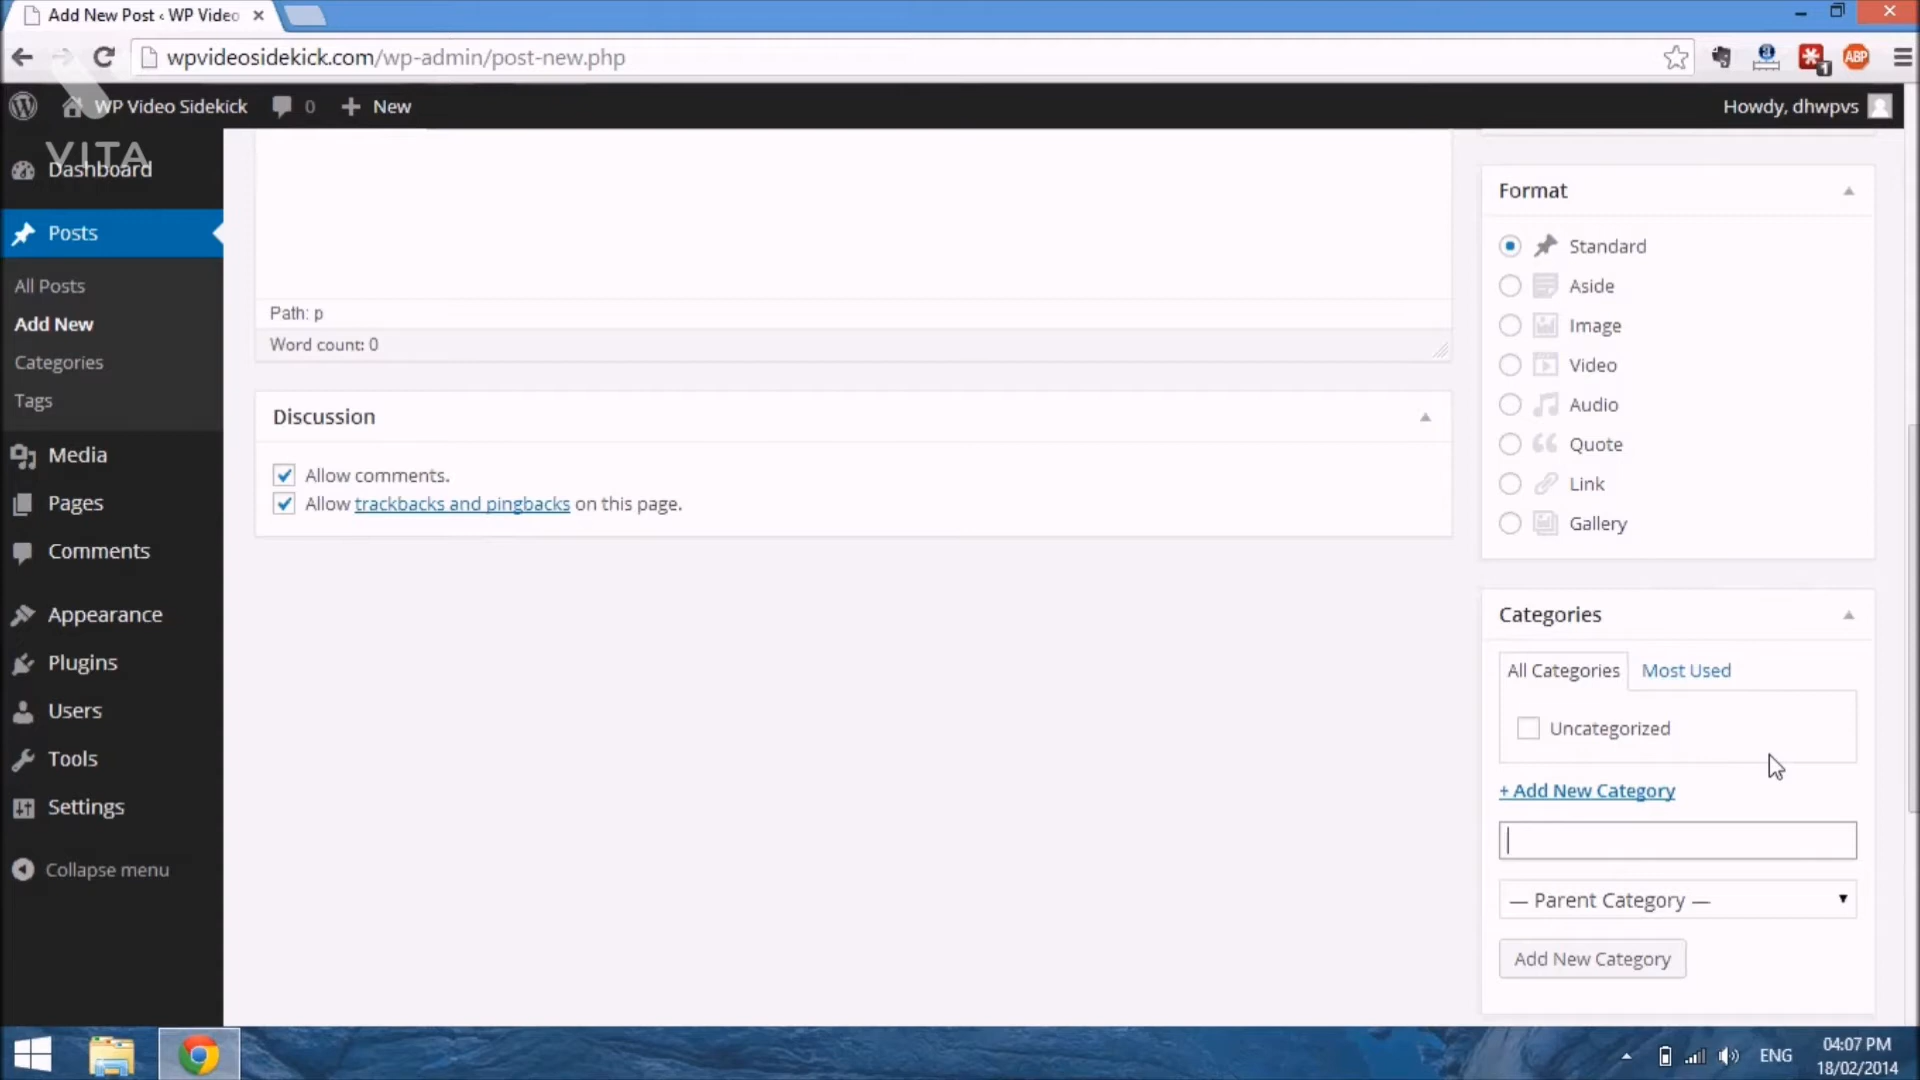 Add New Post ‹ WP Video
wpvideosidekick.com/wp-admin/post-new.php
ABP
1
WP Video Sidekick
0
New
Howdy, dhwpvs
VITA
Dashboard
Posts
All Posts
Add New
Categories
Tags
Media
Pages
Comments
Appearance
Plugins
Users
Tools
Settings
Collapse menu
Path: p
Word count: 0
Discussion
Allow comments.
Allow trackbacks and pingbacks on this page.
Format
Standard
Aside
Image
Video
Audio
Quote
Link
Gallery
Categories
All Categories
Most Used
Uncategorized
+ Add New Category
— Parent Category —
Add New Category
ENG
04:07 PM
18/02/2014